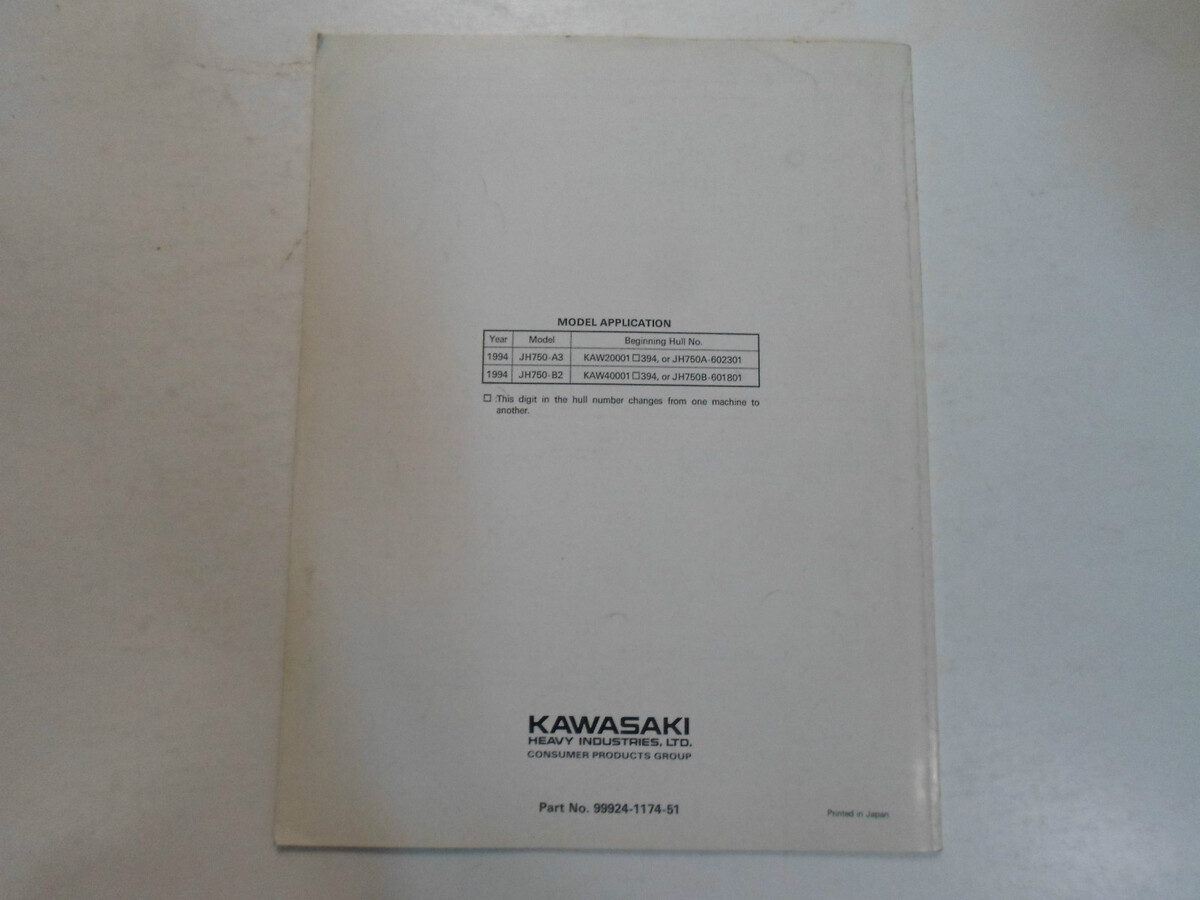 MODEL APPLICATION
Year Model Beginning Hull No.
1994 JH750-A3 KAW20001□394, or JH750A-602301
1994 JH750-B2 KAW40001□394, or JH750B-601801
□ :This digit in the hull number changes from one machine to
another.
KAWASAKI
HEAVY INDUSTRIES, LTD.
CONSUMER PRODUCTS GROUP
Part No. 99924-1174-51
Printed in Japan